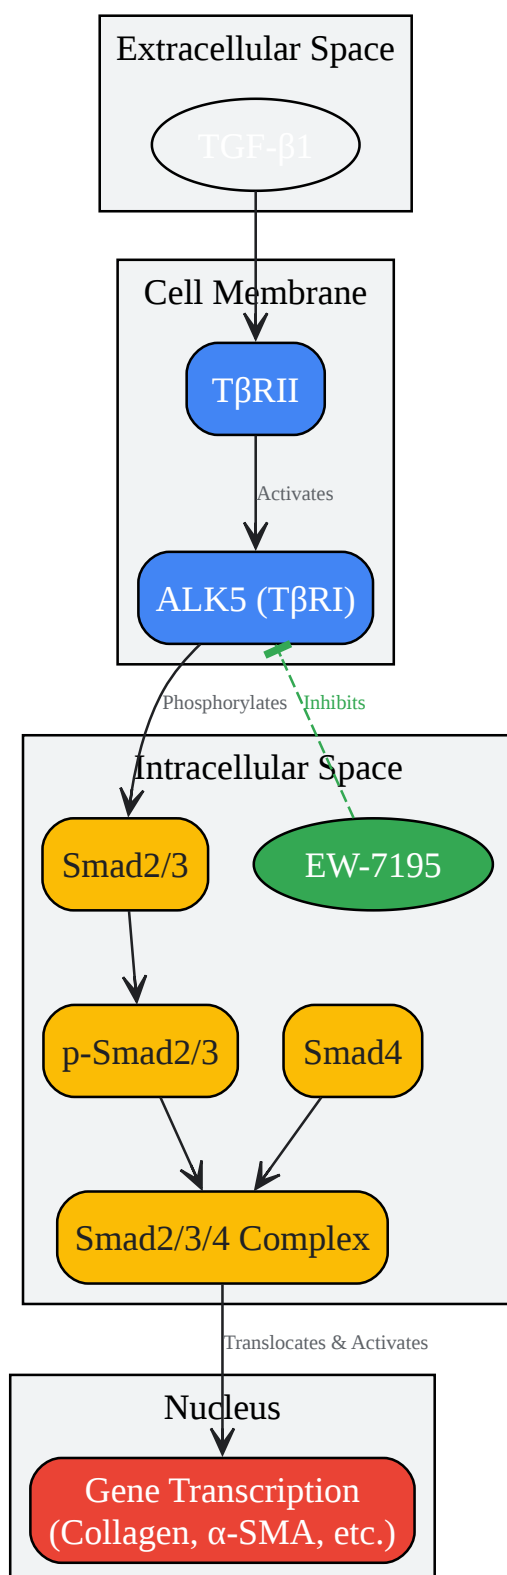 Extracellular Space
TGF-β1
Cell Membrane
TβRII
Activates
ALK5 (TβRI)
Phosphorylates
Inhibits
Intracellular Space
Smad2/3
EW-7195
p-Smad2/3
Smad4
Smad2/3/4 Complex
Translocates & Activates
Nucleus
Gene Transcription
(Collagen, α-SMA, etc.)